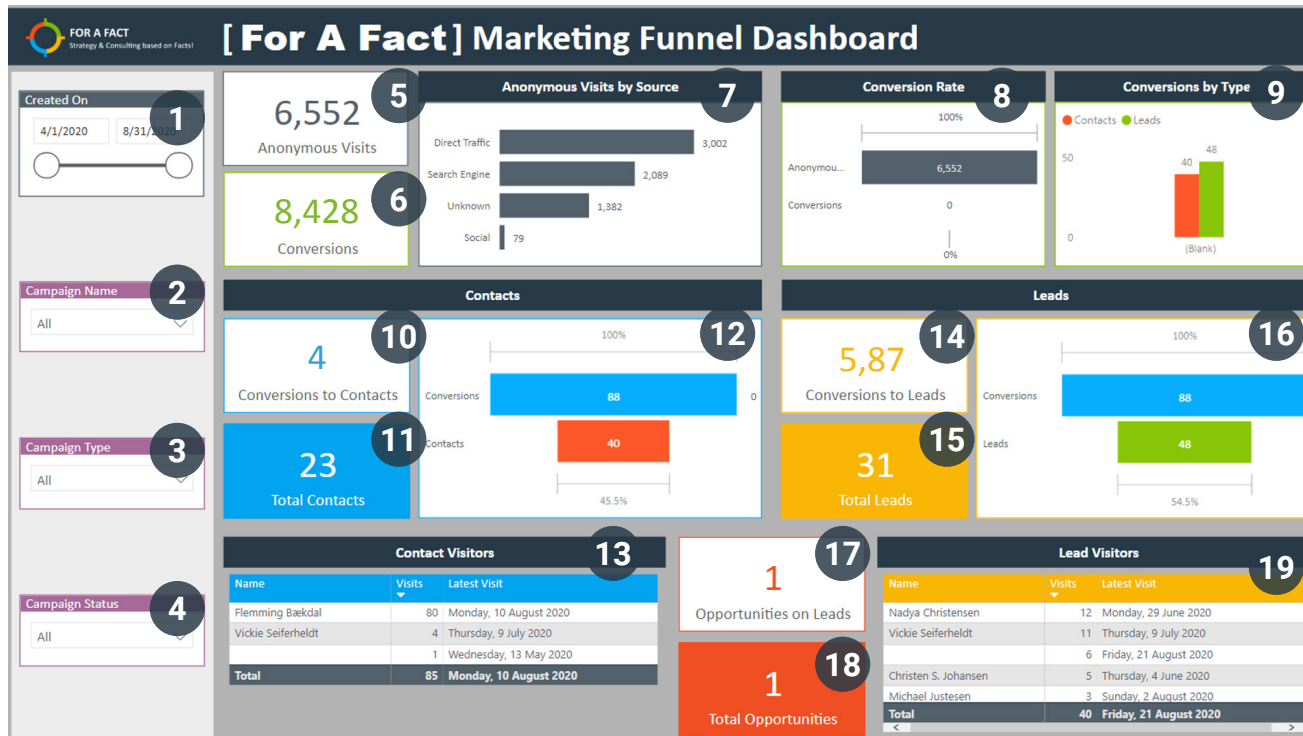 FOR A FACT
Strategy & Consulting based on Facts!
[ For A Fact ] Marketing Funnel Dashboard
Created On
1
4/1/2020 8/31/2020
Campaign Name
2
All
Campaign Type
3
All
Campaign Status
4
All
5
6,552
Anonymous Visits
6
8,428
Conversions
Anonymous Visits by Source
7
Direct Traffic 3,002
Search Engine 2,089
Unknown 1,382
Social 79
Conversion Rate
8
100%
Anonymou... 6,552
Conversions 0
0%
Conversions by Type
9
Contacts Leads
50
40 48
0
(Blank)
Contacts
10
4
Conversions to Contacts
11
23
Total Contacts
12
100%
Conversions 88 0
Contacts 40
45.5%
Leads
14
5,87
Conversions to Leads
15
31
Total Leads
16
100%
Conversions 88
Leads 48
54.5%
Contact Visitors
13
Name Visits Latest Visit
Flemming Bækdal 80 Monday, 10 August 2020
Vickie Seiferheldt 4 Thursday, 9 July 2020
1 Wednesday, 13 May 2020
Total 85 Monday, 10 August 2020
17
1
Opportunities on Leads
18
1
Total Opportunities
Lead Visitors
19
Name Visits Latest Visit
Nadya Christensen 12 Monday, 29 June 2020
Vickie Seiferheldt 11 Thursday, 9 July 2020
6 Friday, 21 August 2020
Christen S. Johansen 5 Thursday, 4 June 2020
Michael Justesen 3 Sunday, 2 August 2020
Total 40 Friday, 21 August 2020